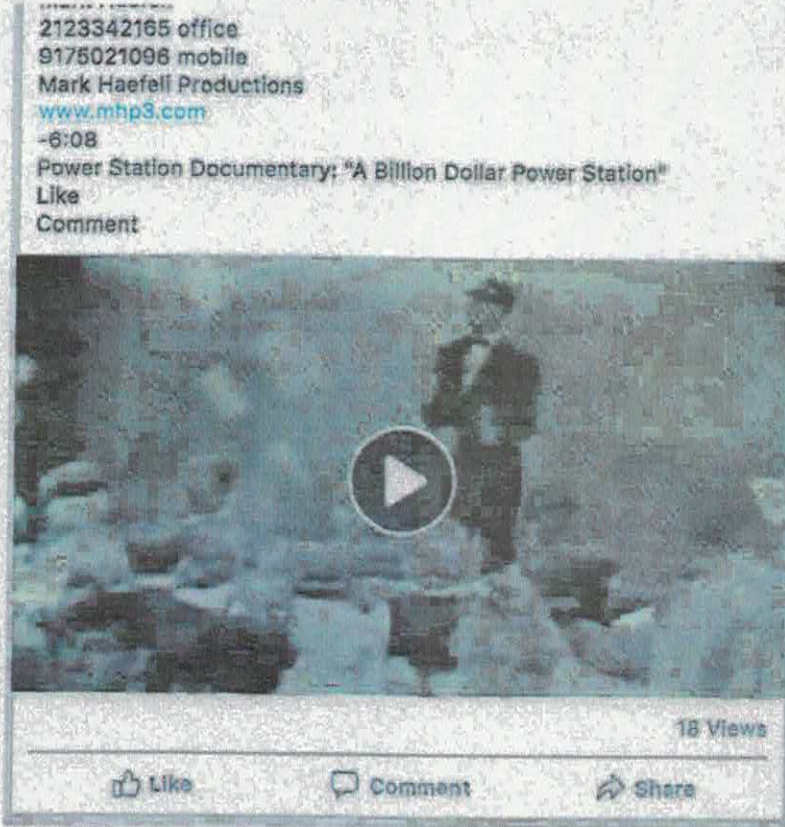 2123342165 office
9175021096 mobile
Mark Haefeli Productions
www.mhp3.com
-6:08
Power Station Documentary: "A Billion Dollar Power Station"
Like
Comment
18 Views
Like Comment Share